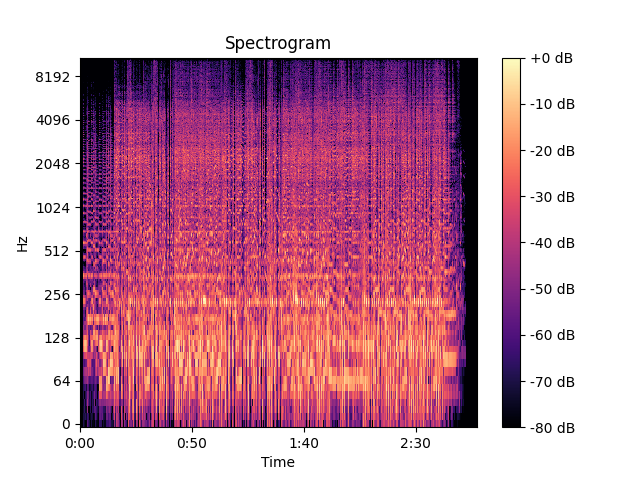 Spectrogram
8192
4096
2048
1024
512
256
128
64
0
Hz
0:00
0:50
1:40
2:30
Time
+0 dB
-10 dB
-20 dB
-30 dB
-40 dB
-50 dB
-60 dB
-70 dB
-80 dB